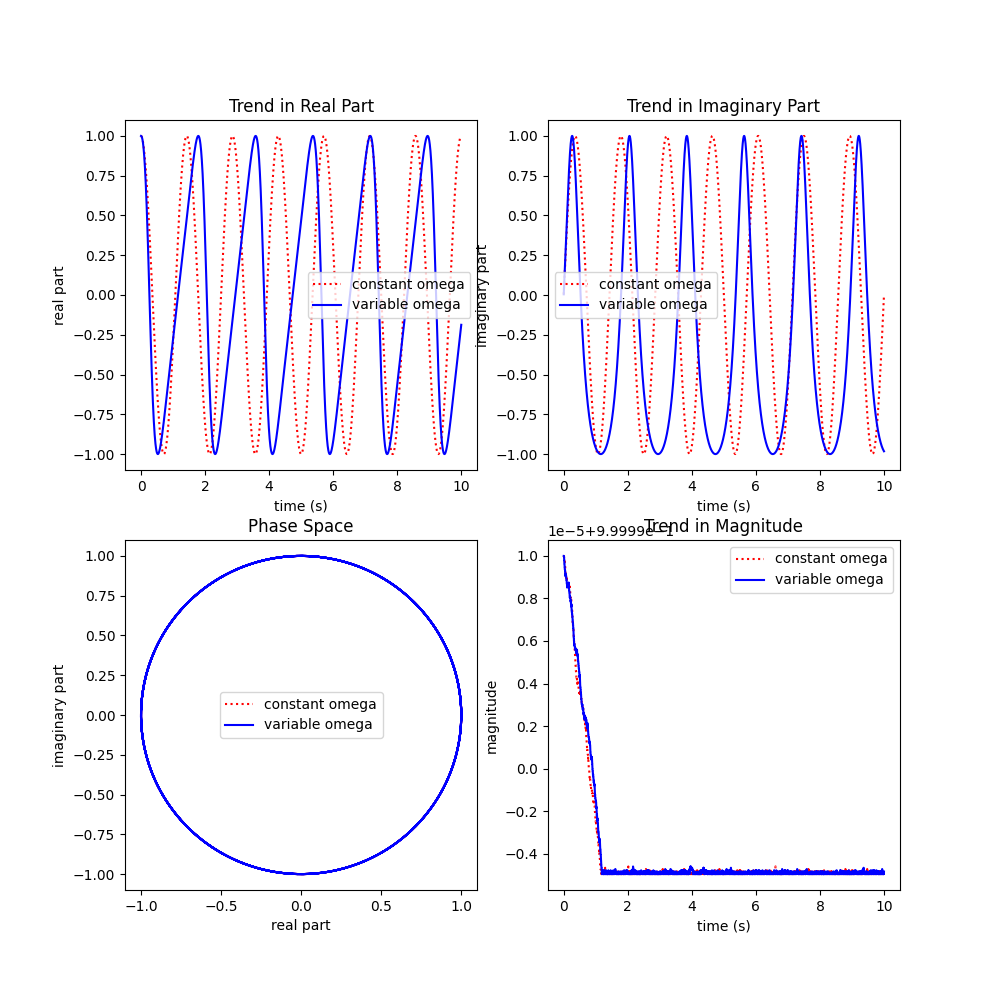 Trend in Real Part
real part
1.00
0.75
0.50
0.25
0.00
−0.25
−0.50
−0.75
−1.00
constant omega
variable omega
0 2 4 6 8 10
time (s)
Trend in Imaginary Part
imaginary part
1.00
0.75
0.50
0.25
0.00
−0.25
−0.50
−0.75
−1.00
constant omega
variable omega
0 2 4 6 8 10
time (s)
Phase Space
imaginary part
1.00
0.75
0.50
0.25
0.00
−0.25
−0.50
−0.75
−1.00
constant omega
variable omega
−1.0 −0.5 0.0 0.5 1.0
real part
1e−5+9.9999e−1
Trend in Magnitude
magnitude
1.0
0.8
0.6
0.4
0.2
0.0
−0.2
−0.4
constant omega
variable omega
0 2 4 6 8 10
time (s)